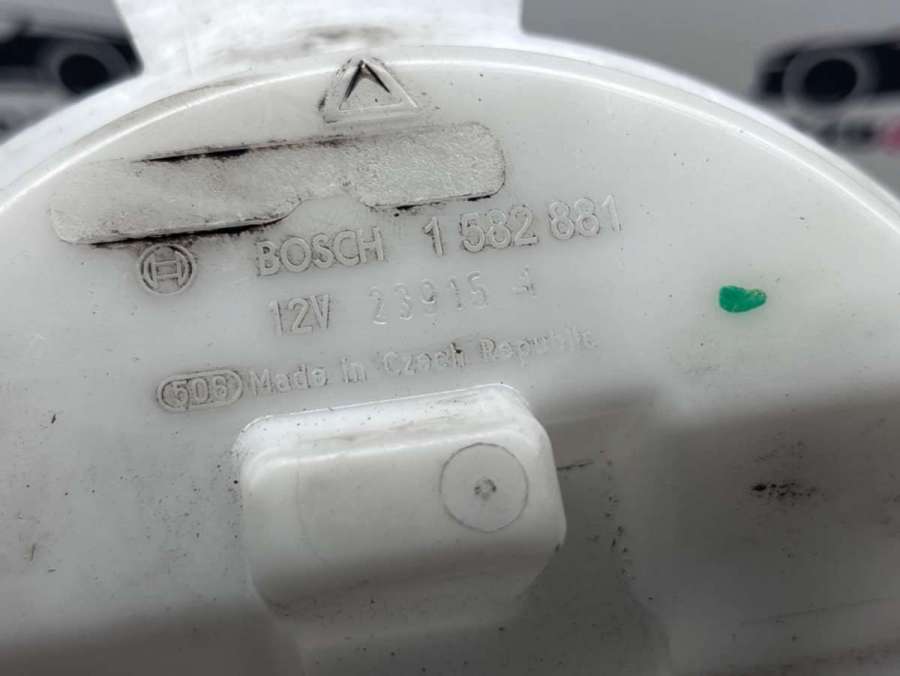 BOSCH 1 582 881
12V 23915 4
506 Made in Czech Republic